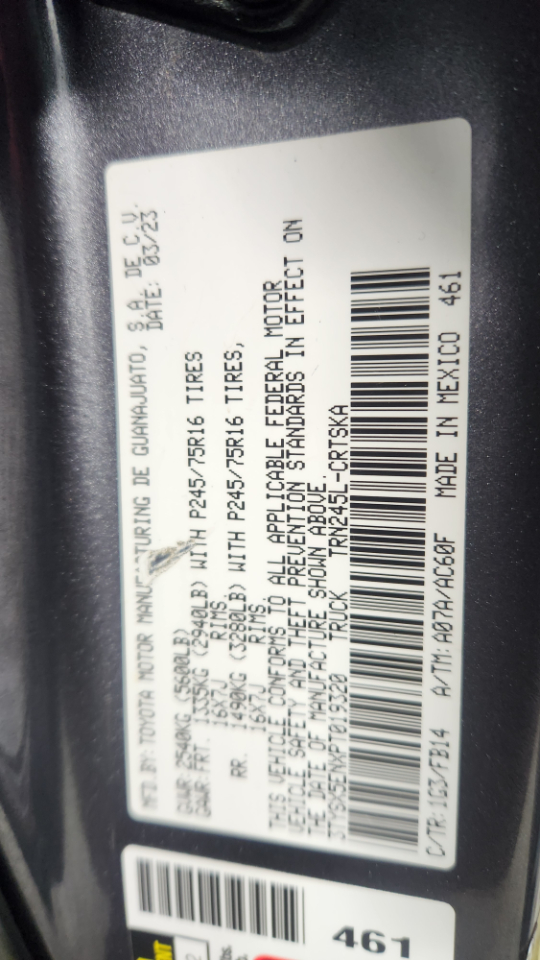 MFD.BY: TOYOTA MOTOR MANUFACTURING DE GUANAJUATO, S.A. DE C.V.
DATE: 03/23
GVWR: 2540KG (5600LB)
GAWR FRT. 1335KG (2940LB) WITH P245/75R16 TIRES
16X7J RIMS,
RR. 1490KG (3280LB) WITH P245/75R16 TIRES,
16X7J RIMS,
THIS VEHICLE CONFORMS TO ALL APPLICABLE FEDERAL MOTOR
VEHICLE SAFETY AND THEFT PREVENTION STANDARDS IN EFFECT ON
THE DATE OF MANUFACTURE SHOWN ABOVE.
3TYSX5ENXPT019320 TRUCK TRN245L-CRTSKA
C/TR:1G3/FB14 A/TM:A07A/AC60F MADE IN MEXICO 461
461